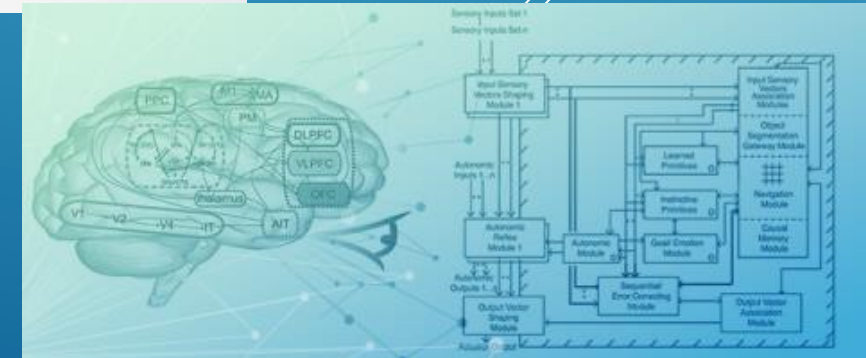 PPC
M1
SMA
PM
DLPFC
VLPFC
OFC
thalamus
V1
V2
V4
IT
AIT
Sensory Inputs Set 1
Sensory Inputs Set n
Input Sensory
Vectors Shaping
Module 1
Autonomic
Inputs 1...n
Autonomic
Reflex
Module 1
Autonomic
Outputs 1...n
Output Vector
Shaping
Module
Actuator Output
Autonomic
Module
Learned
Primitives
Instinctive
Primitives
Goal/Emotion
Module
Sequential
Error Correcting
Module
Input Sensory
Vectors
Association
Modules
Object
Segmentation
Gateway Module
Navigation
Module
Causal
Memory
Module
Output Vector
Association
Module